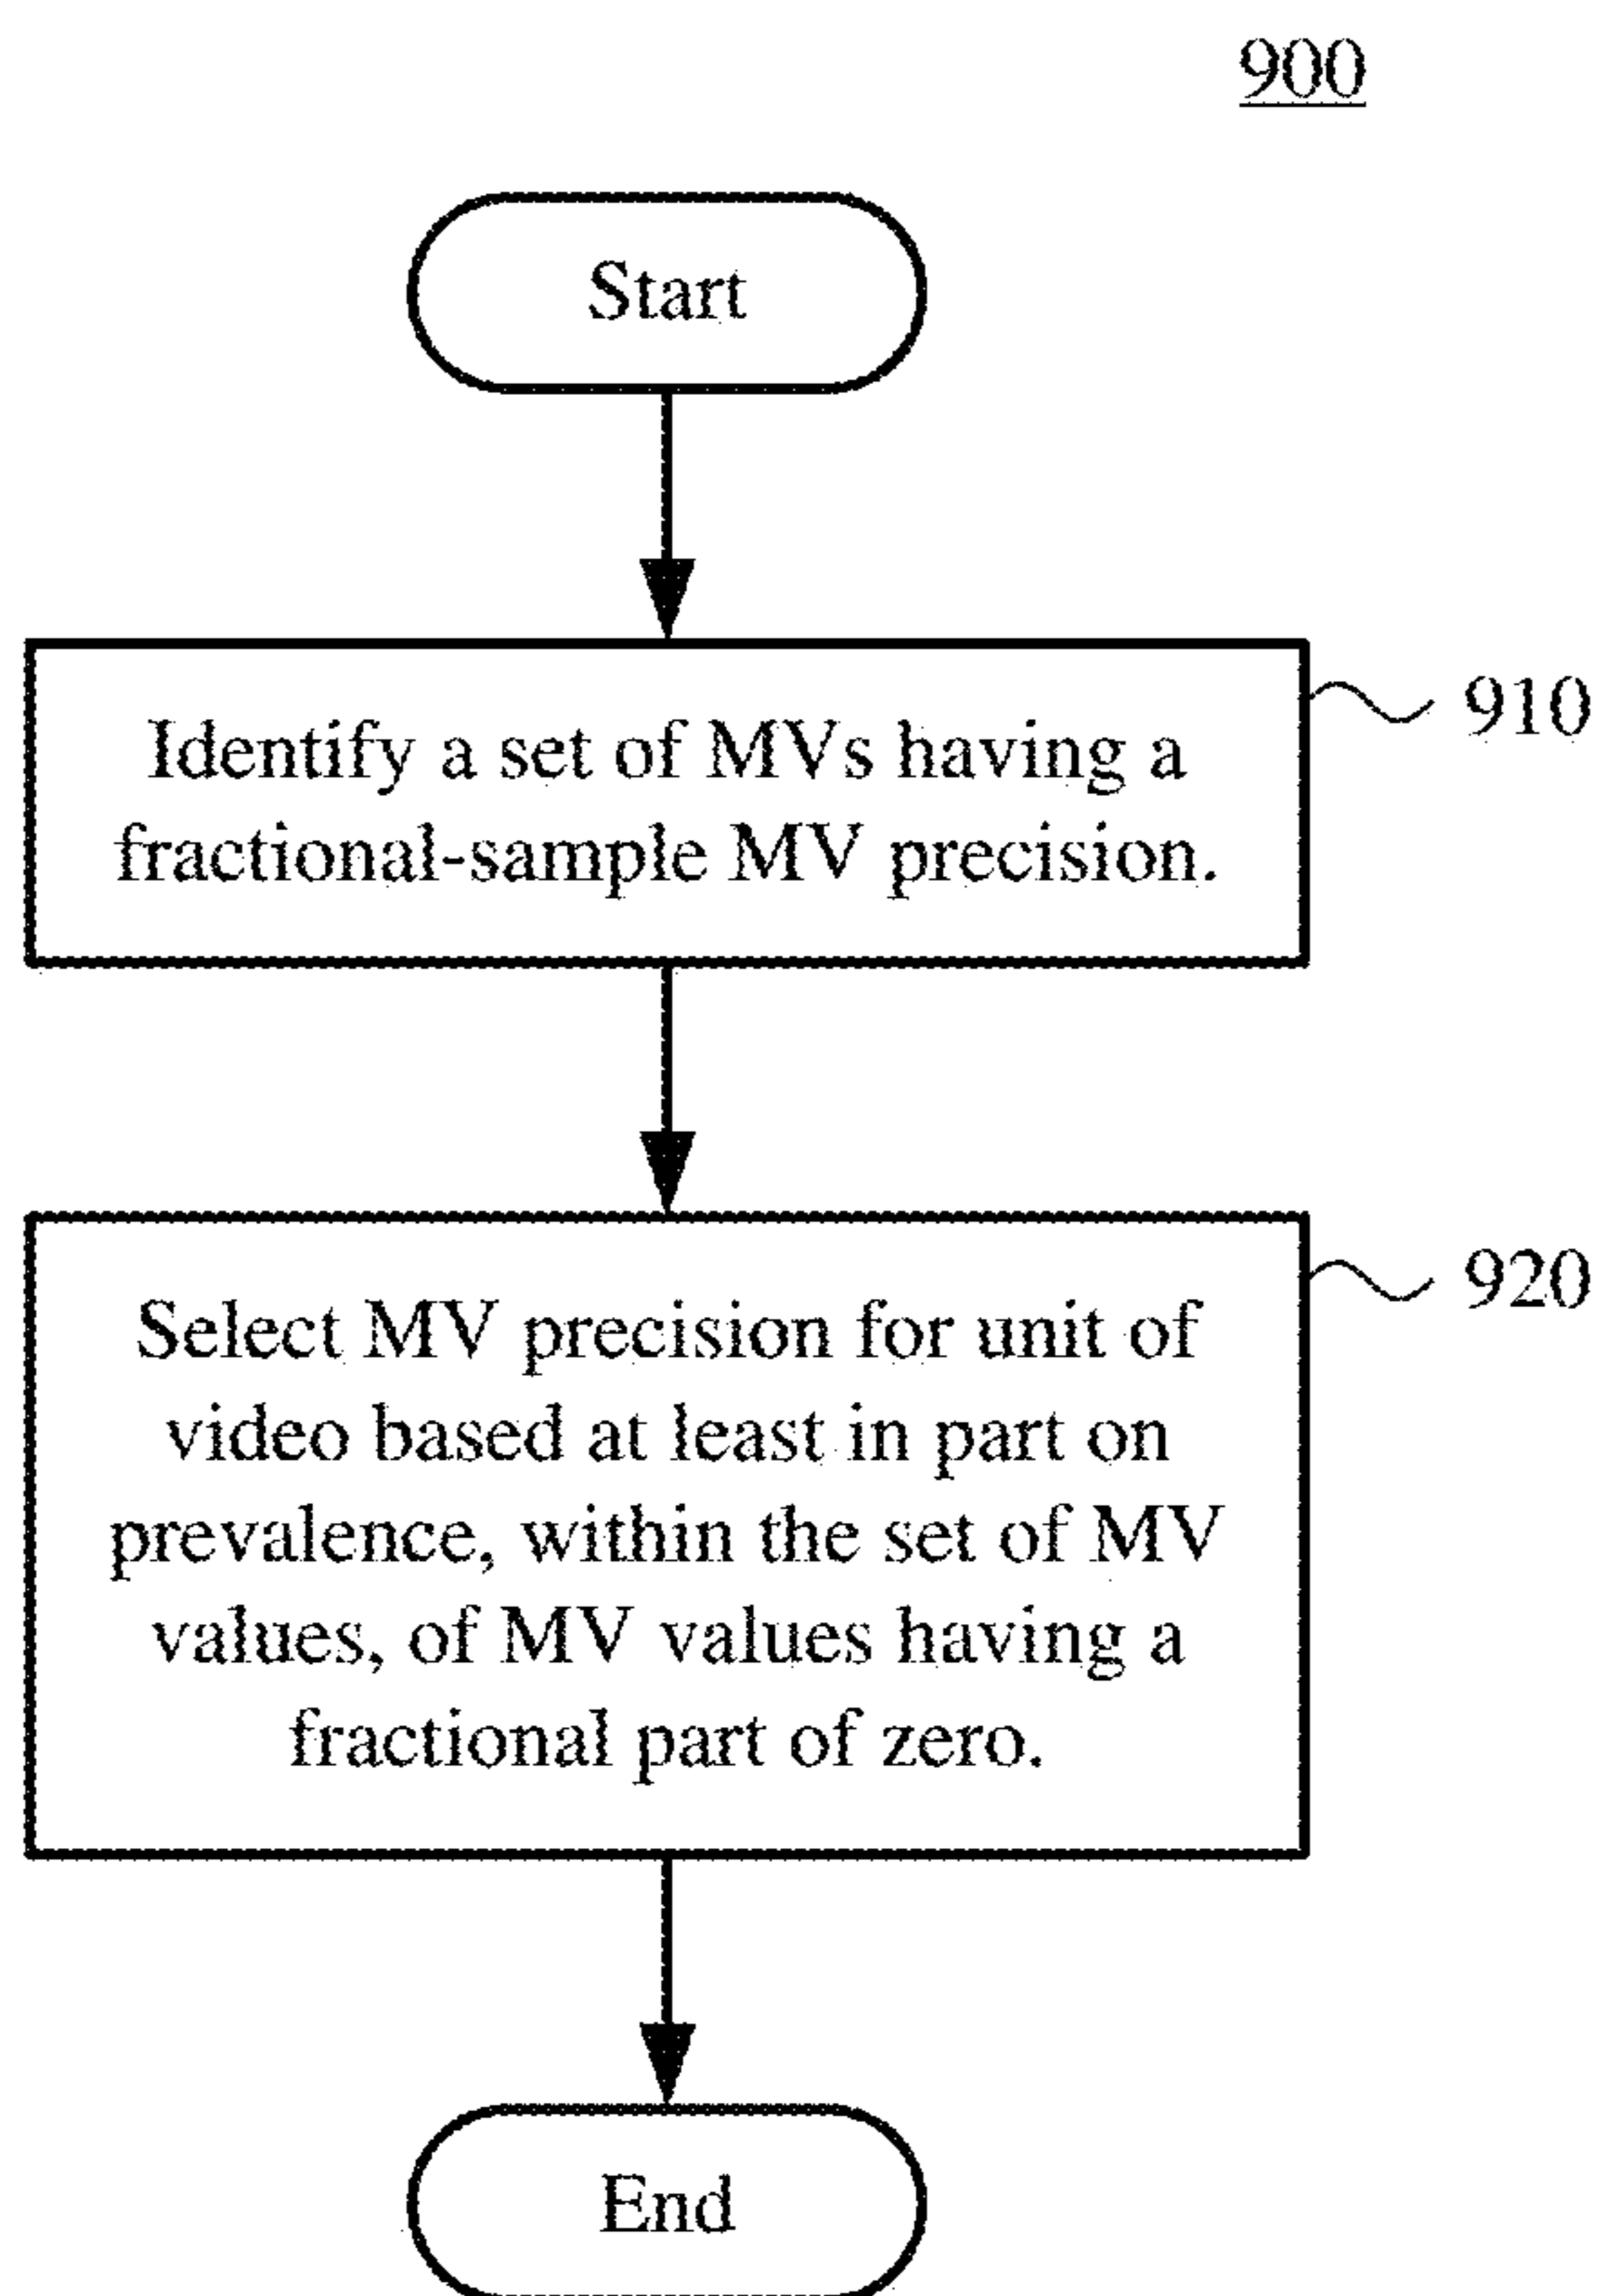 900
Start
910
Identify a set of MVs having a
fractional-sample MV precision.
920
Select MV precision for unit of
video based at least in part on
prevalence, within the set of MV
values, of MV values having a
fractional part of zero.
End